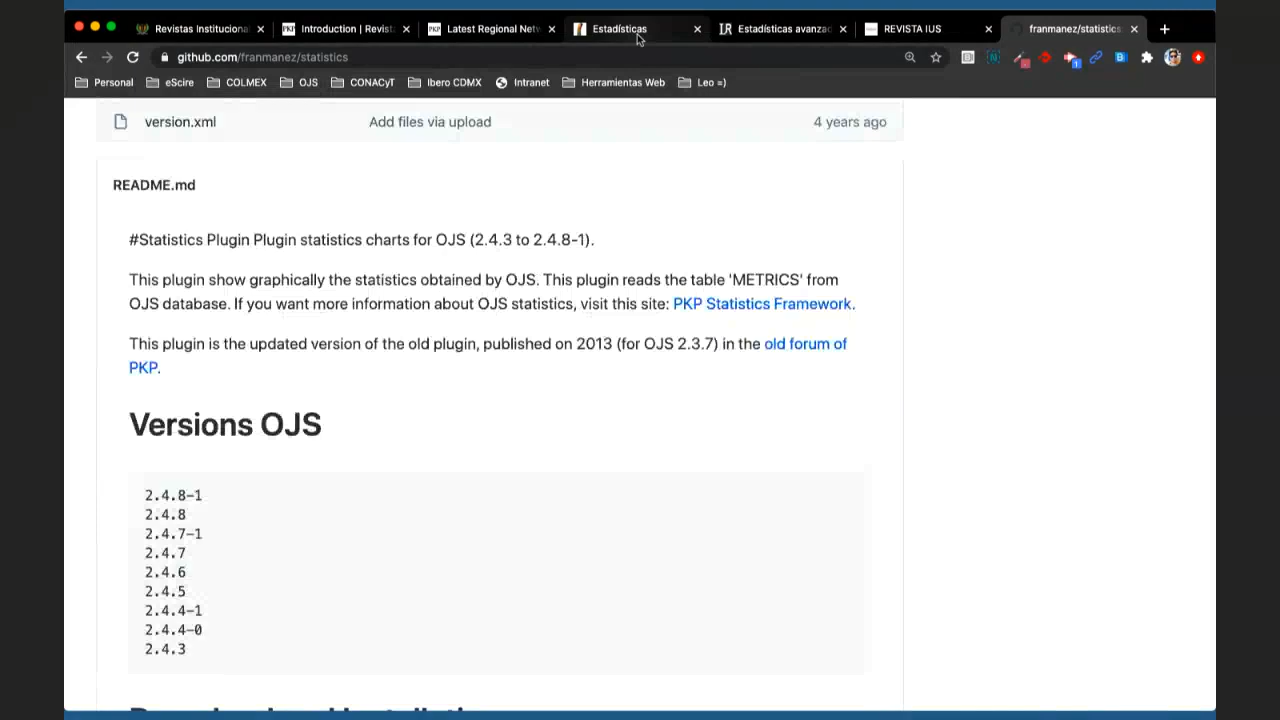 Revistas Institucional
Introduction | Revista
Latest Regional Netw
Estadísticas
Estadísticas avanzad
REVISTA IUS
franmanez/statistics
github.com/franmanez/statistics
Personal
eScire
COLMEX
OJS
CONACyT
Ibero CDMX
Intranet
Herramientas Web
Leo =)
version.xml
Add files via upload
4 years ago
README.md
#Statistics Plugin Plugin statistics charts for OJS (2.4.3 to 2.4.8-1).
This plugin show graphically the statistics obtained by OJS. This plugin reads the table 'METRICS' from
OJS database. If you want more information about OJS statistics, visit this site: PKP Statistics Framework.
This plugin is the updated version of the old plugin, published on 2013 (for OJS 2.3.7) in the old forum of
PKP.
Versions OJS
2.4.8-1
2.4.8
2.4.7-1
2.4.7
2.4.6
2.4.5
2.4.4-1
2.4.4-0
2.4.3